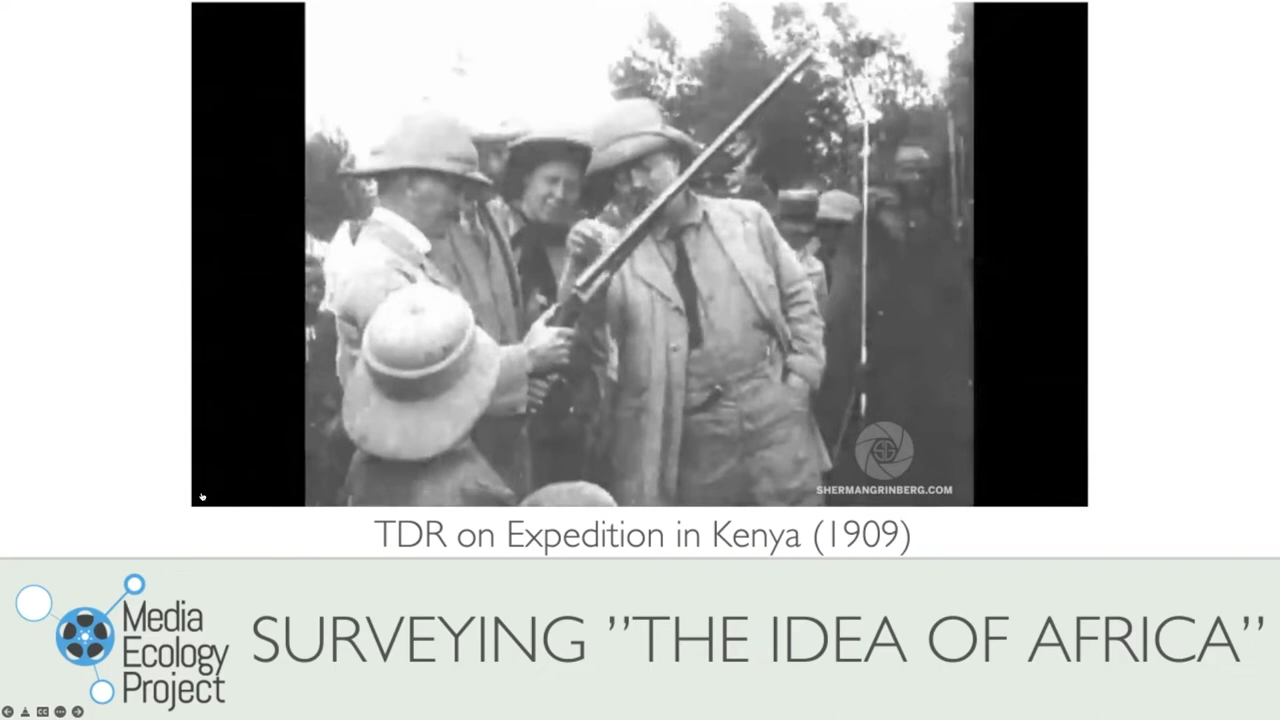 SHERMANGRINBERG.COM
TDR on Expedition in Kenya (1909)
Media
Ecology
Project
SURVEYING ”THE IDEA OF AFRICA”